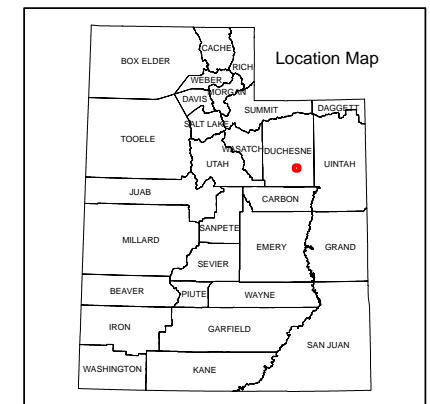 CACHE
Location Map
BOX ELDER
RICH
WEBER
MORGAN
DAVIS
SUMMIT
DAGGETT
SALT LAKE
TOOELE
WASATCH
DUCHESNE
UTAH
UINTAH
JUAB
CARBON
SANPETE
MILLARD
EMERY
GRAND
SEVIER
BEAVER
PIUTE
WAYNE
IRON
GARFIELD
SAN JUAN
WASHINGTON
KANE